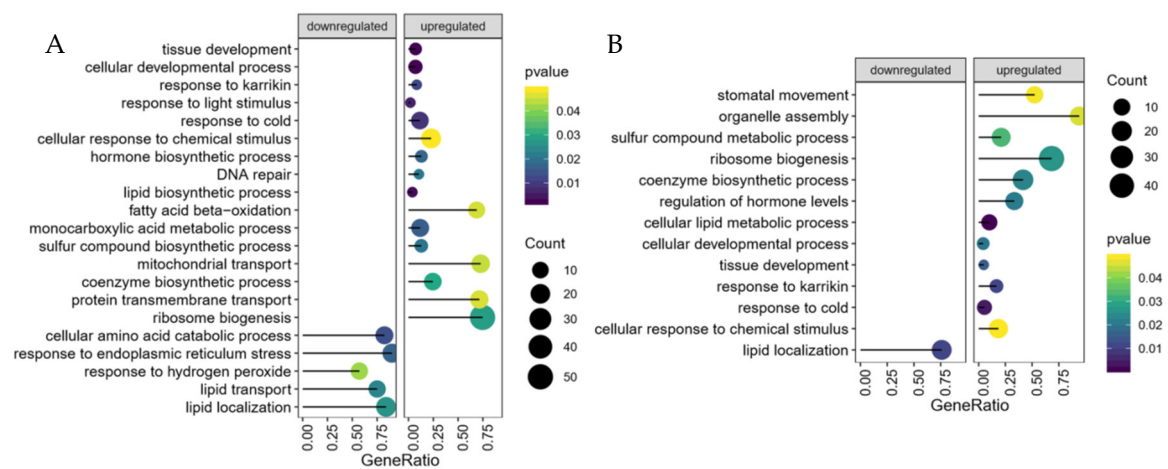 A
downregulated
upregulated
tissue development
cellular developmental process
response to karrikin
response to light stimulus
response to cold
cellular response to chemical stimulus
hormone biosynthetic process
DNA repair
lipid biosynthetic process
fatty acid beta−oxidation
monocarboxylic acid metabolic process
sulfur compound biosynthetic process
mitochondrial transport
coenzyme biosynthetic process
protein transmembrane transport
ribosome biogenesis
cellular amino acid catabolic process
response to endoplasmic reticulum stress
response to hydrogen peroxide
lipid transport
lipid localization
0.00 0.25 0.50 0.75 0.00 0.25 0.50 0.75
GeneRatio
pvalue
0.04
0.03
0.02
0.01
Count
10
20
30
40
50
B
downregulated
upregulated
stomatal movement
organelle assembly
sulfur compound metabolic process
ribosome biogenesis
coenzyme biosynthetic process
regulation of hormone levels
cellular lipid metabolic process
cellular developmental process
tissue development
response to karrikin
response to cold
cellular response to chemical stimulus
lipid localization
0.00 0.25 0.50 0.75 0.00 0.25 0.50 0.75
GeneRatio
Count
10
20
30
40
pvalue
0.04
0.03
0.02
0.01